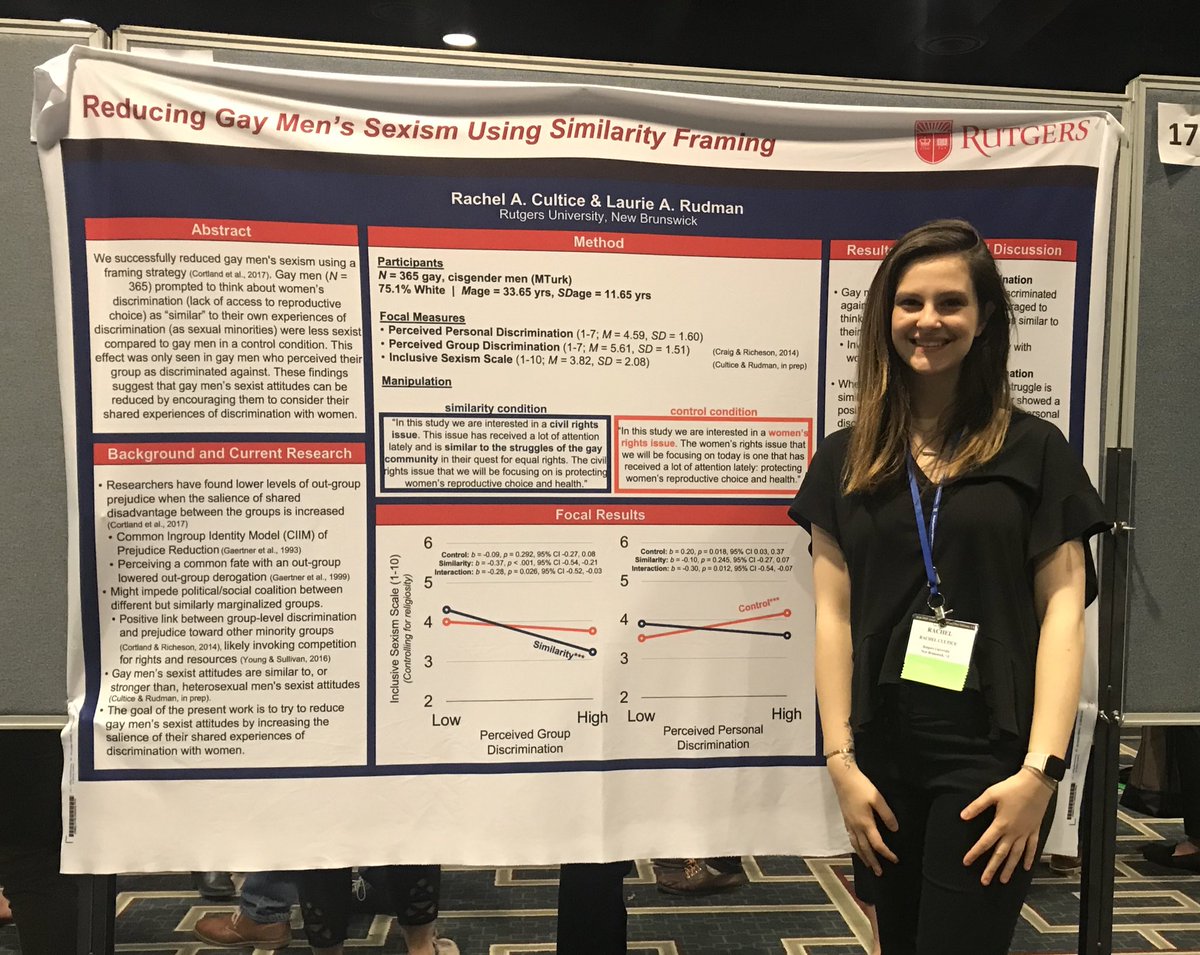 Reducing Gay Men's Sexism Using Similarity Framing
RUTGERS
17
Rachel A. Cultice & Laurie A. Rudman
Rutgers University, New Brunswick
Abstract
We successfully reduced gay men's sexism using a
framing strategy (Cortland et al., 2017). Gay men (N =
365) prompted to think about women's
discrimination (lack of access to reproductive
choice) as "similar" to their own experiences of
discrimination (as sexual minorities) were less sexist
compared to gay men in a control condition. This
effect was only seen in gay men who perceived their
group as discriminated against. These findings
suggest that gay men's sexist attitudes can be
reduced by encouraging them to consider their
shared experiences of discrimination with women.
Background and Current Research
• Researchers have found lower levels of out-group
prejudice when the salience of shared
disadvantage between the groups is increased
(Cortland et al., 2017)
• Common Ingroup Identity Model (CIIM) of
Prejudice Reduction (Gaertner et al., 1993)
• Perceiving a common fate with an out-group
lowered out-group derogation (Gaertner et al., 1999)
• Might impede political/social coalition between
different but similarly marginalized groups.
• Positive link between group-level discrimination
and prejudice toward other minority groups
(Cortland & Richeson, 2014), likely invoking competition
for rights and resources (Young & Sullivan, 2016)
• Gay men's sexist attitudes are similar to, or
stronger than, heterosexual men's sexist attitudes
(Cultice & Rudman, in prep).
• The goal of the present work is to try to reduce
gay men's sexist attitudes by increasing the
salience of their shared experiences of
discrimination with women.
Method
Participants
N = 365 gay, cisgender men (MTurk)
75.1% White | Mage = 33.65 yrs, SDage = 11.65 yrs
Focal Measures
• Perceived Personal Discrimination (1-7; M = 4.59, SD = 1.60)
• Perceived Group Discrimination (1-7; M = 5.61, SD = 1.51)
(Craig & Richeson, 2014)
• Inclusive Sexism Scale (1-10; M = 3.82, SD = 2.08)
(Cultice & Rudman, in prep)
Manipulation
similarity condition
"In this study we are interested in a civil rights
issue. This issue has received a lot of attention
lately and is similar to the struggles of the gay
community in their quest for equal rights. The civil
rights issue that we will be focusing on is protecting
women's reproductive choice and health."
control condition
"In this study we are interested in a women's
rights issue. The women's rights issue that
we will be focusing on today is one that has
received a lot of attention lately: protecting
women's reproductive choice and health."
Focal Results
Inclusive Sexism Scale (1-10)
(Controlling for religiosity)
6
5
4
3
2
Control: b = -0.09, p = 0.292, 95% CI -0.27, 0.08
Similarity: b = -0.37, p < .001, 95% CI -0.54, -0.21
Interaction: b = -0.28, p = 0.026, 95% CI -0.52, -0.03
Similarity***
Low
High
Perceived Group
Discrimination
6
5
4
3
2
Control: b = 0.20, p = 0.018, 95% CI 0.03, 0.37
Similarity: b = -0.10, p = 0.245, 95% CI -0.27, 0.07
Interaction: b = -0.30, p = 0.012, 95% CI -0.54, -0.07
Control***
Low
High
Perceived Personal
Discrimination
Results
Discussion
• Gay
similar to
their
with
• Whe
struggle is
simil
showed a
RACHEL
RACHEL CULTICE
Rutgers University